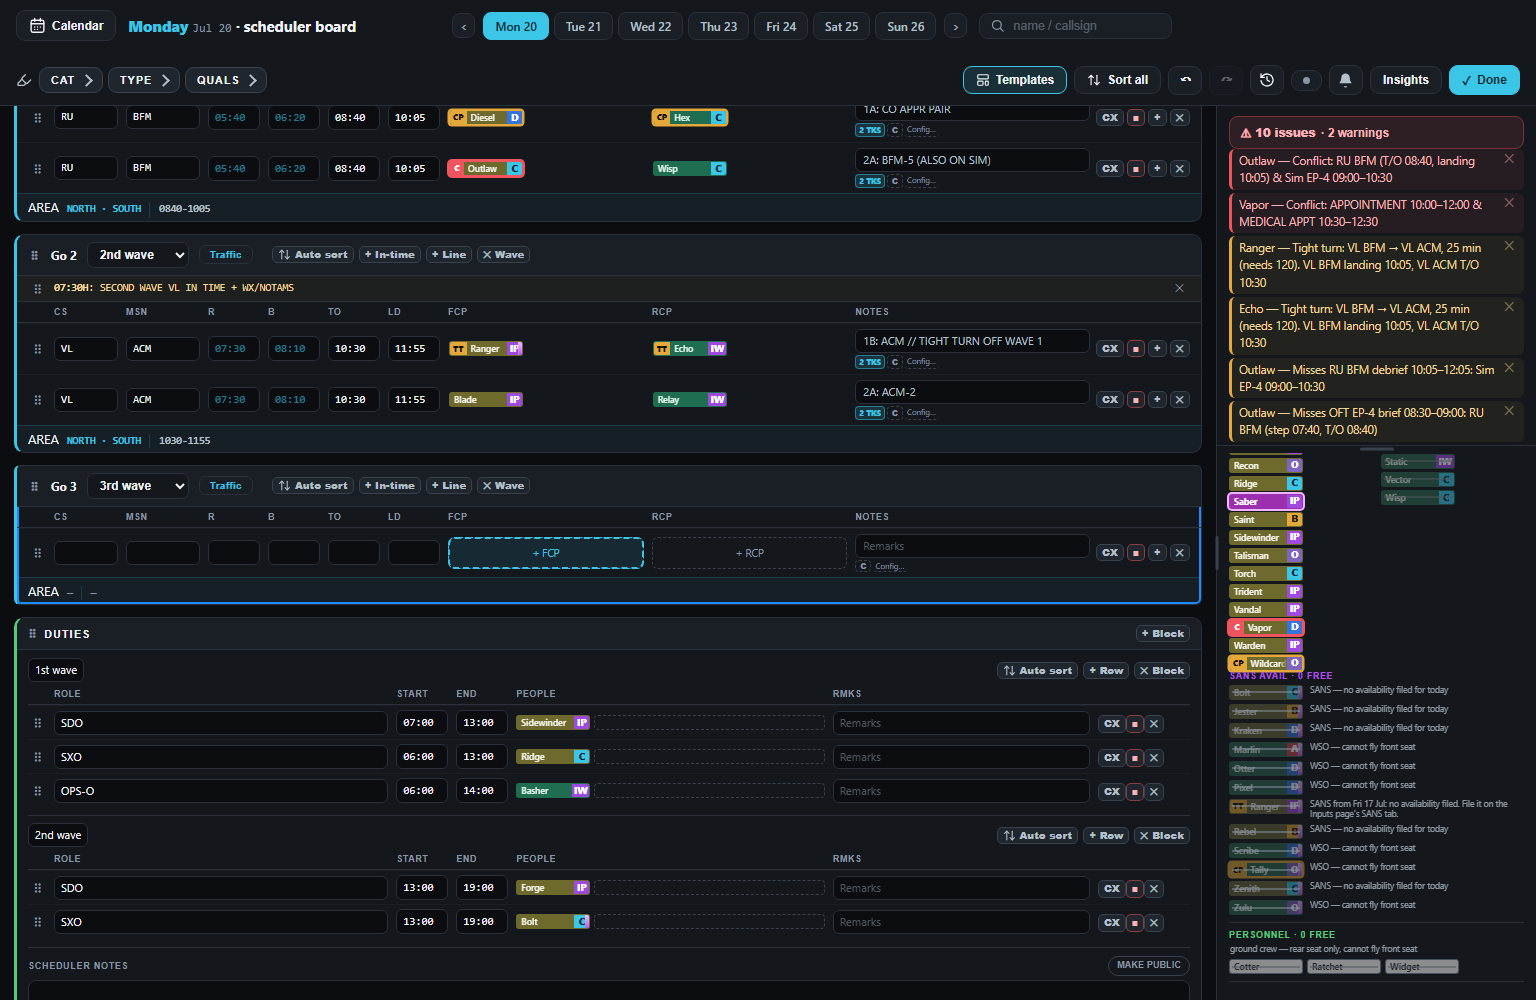 Calendar
Monday Jul 20 · scheduler board
‹ Mon 20 Tue 21 Wed 22 Thu 23 Fri 24 Sat 25 Sun 26 ›
name / callsign
CAT TYPE QUALS
Templates Sort all Insights ✓ Done
RU BFM 05:40 06:20 08:40 10:05 CP Diesel D CP Hex C 1A: CO APPR PAIR CX + ✕
2 TKS C Config...
RU BFM 05:40 06:20 08:40 10:05 C Outlaw C Wisp C 2A: BFM-5 (ALSO ON SIM) CX + ✕
2 TKS C Config...
AREA NORTH · SOUTH 0840-1005
Go 2 2nd wave Traffic Auto sort + In-time + Line ✕ Wave
07:30H: SECOND WAVE VL IN TIME + WX/NOTAMS
CS MSN R B TO LD FCP RCP NOTES
VL ACM 07:30 08:10 10:30 11:55 TT Ranger IP TT Echo IW 1B: ACM // TIGHT TURN OFF WAVE 1 CX + ✕
2 TKS C Config...
VL ACM 07:30 08:10 10:30 11:55 Blade IP Relay IW 2A: ACM-2 CX + ✕
2 TKS C Config...
AREA NORTH · SOUTH 1030-1155
Go 3 3rd wave Traffic Auto sort + In-time + Line ✕ Wave
CS MSN R B TO LD FCP RCP NOTES
+ FCP + RCP Remarks CX + ✕
C Config...
AREA – –
DUTIES + Block
1st wave Auto sort + Row ✕ Block
ROLE START END PEOPLE RMKS
SDO 07:00 13:00 Sidewinder IP Remarks CX ✕
SXO 06:00 13:00 Ridge C Remarks CX ✕
OPS-O 06:00 14:00 Basher IW Remarks CX ✕
2nd wave Auto sort + Row ✕ Block
ROLE START END PEOPLE RMKS
SDO 13:00 19:00 Forge IP Remarks CX ✕
SXO 13:00 19:00 Bolt C Remarks CX ✕
SCHEDULER NOTES MAKE PUBLIC
⚠ 10 issues · 2 warnings
Outlaw — Conflict: RU BFM (T/O 08:40, landing
10:05) & Sim EP-4 09:00–10:30
Vapor — Conflict: APPOINTMENT 10:00–12:00 &
MEDICAL APPT 10:30–12:30
Ranger — Tight turn: VL BFM → VL ACM, 25 min
(needs 120). VL BFM landing 10:05, VL ACM T/O
10:30
Echo — Tight turn: VL BFM → VL ACM, 25 min
(needs 120). VL BFM landing 10:05, VL ACM T/O
10:30
Outlaw — Misses RU BFM debrief 10:05–12:05: Sim
EP-4 09:00–10:30
Outlaw — Misses OFT EP-4 brief 08:30–09:00: RU
BFM (step 07:40, T/O 08:40)
Recon O Static IW
Ridge C Vector C
Saber IP Wisp C
Saint B
Sidewinder IP
Talisman O
Torch C
Trident IP
Vandal IP
C Vapor D
Warden IP
CP Wildcard O
SANS AVAIL · 0 FREE
Bolt C SANS — no availability filed for today
Jester B SANS — no availability filed for today
Kraken D SANS — no availability filed for today
Marlin A WSO — cannot fly front seat
Otter D WSO — cannot fly front seat
Pixel D WSO — cannot fly front seat
TT Ranger IP SANS from Fri 17 Jul: no availability filed. File it on the
Inputs page's SANS tab.
Rebel B SANS — no availability filed for today
Scribe D WSO — cannot fly front seat
CP Tally O WSO — cannot fly front seat
Zenith C SANS — no availability filed for today
Zulu O WSO — cannot fly front seat
PERSONNEL · 0 FREE
ground crew — rear seat only, cannot fly front seat
Cotter Ratchet Widget